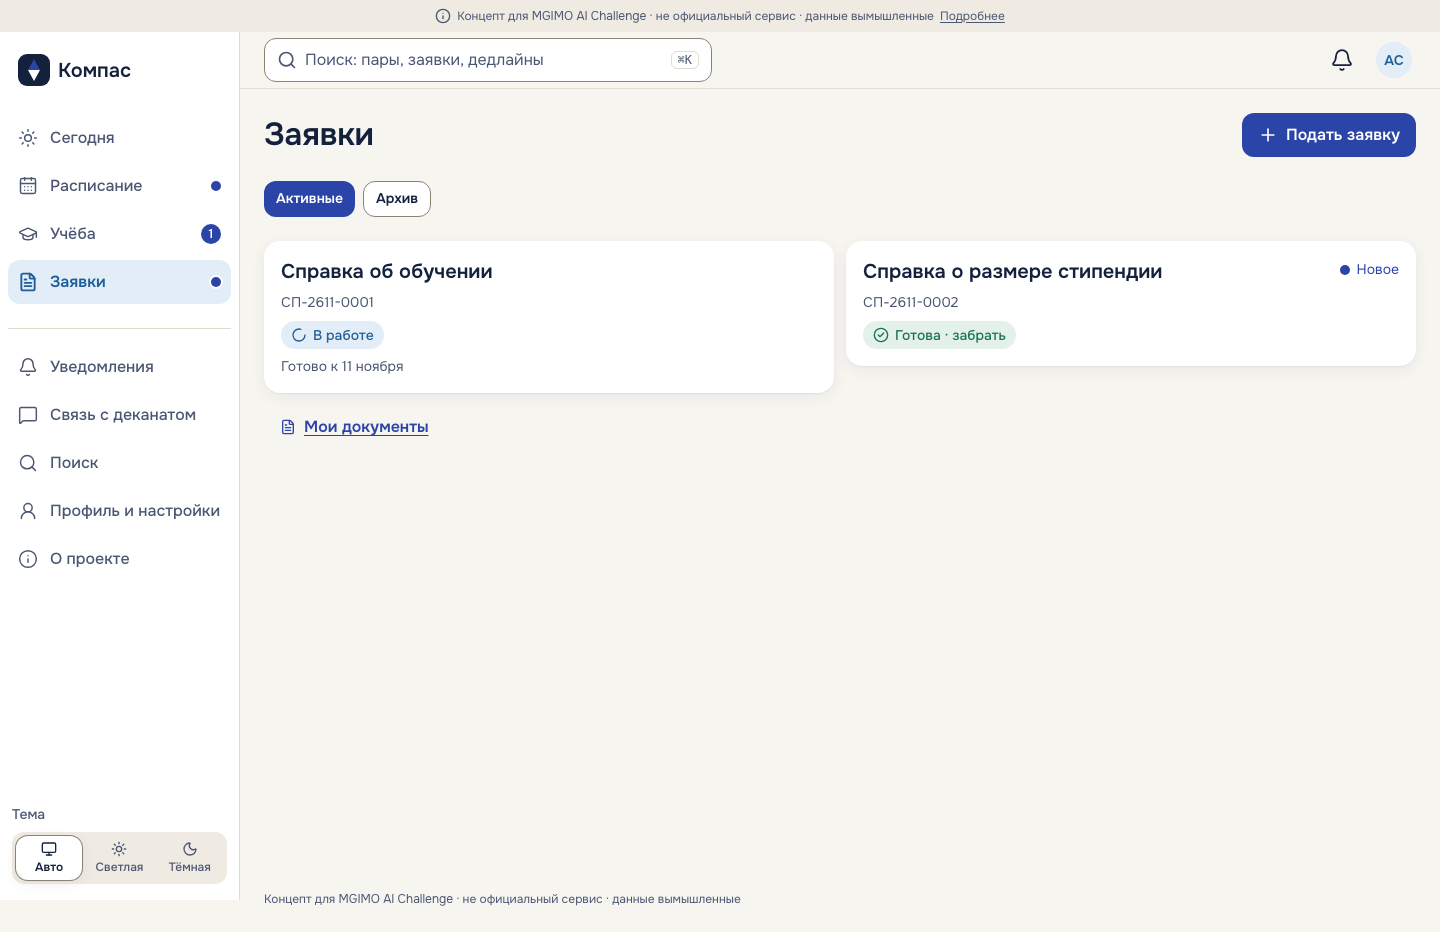 Концепт для MGIMO AI Challenge · не официальный сервис · данные вымышленные Подробнее
Компас
Поиск: пары, заявки, дедлайны
⌘K
АС
Сегодня
Расписание
Учёба
1
Заявки
Уведомления
Связь с деканатом
Поиск
Профиль и настройки
О проекте
Тема
Авто
Светлая
Тёмная
Заявки
Подать заявку
Активные
Архив
Справка об обучении
СП-2611-0001
В работе
Готово к 11 ноября
Справка о размере стипендии
Новое
СП-2611-0002
Готова · забрать
Мои документы
Концепт для MGIMO AI Challenge · не официальный сервис · данные вымышленные